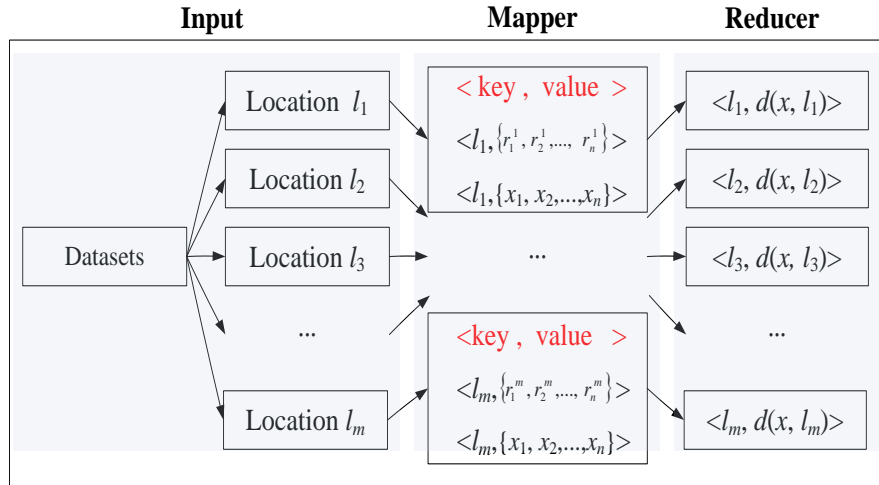 Input Mapper Reducer
Datasets
Location l₁
Location l₂
Location l₃
...
Location lₘ
< key , value >
<l₁,{r₁¹, r₂¹,..., rₙ¹}>
<l₁,{x₁, x₂,...,xₙ}>
...
<key , value >
<lₘ,{r₁ᵐ, r₂ᵐ,..., rₙᵐ}>
<lₘ,{x₁, x₂,...,xₙ}>
<l₁, d(x, l₁)>
<l₂, d(x, l₂)>
<l₃, d(x, l₃)>
...
<lₘ, d(x, lₘ)>